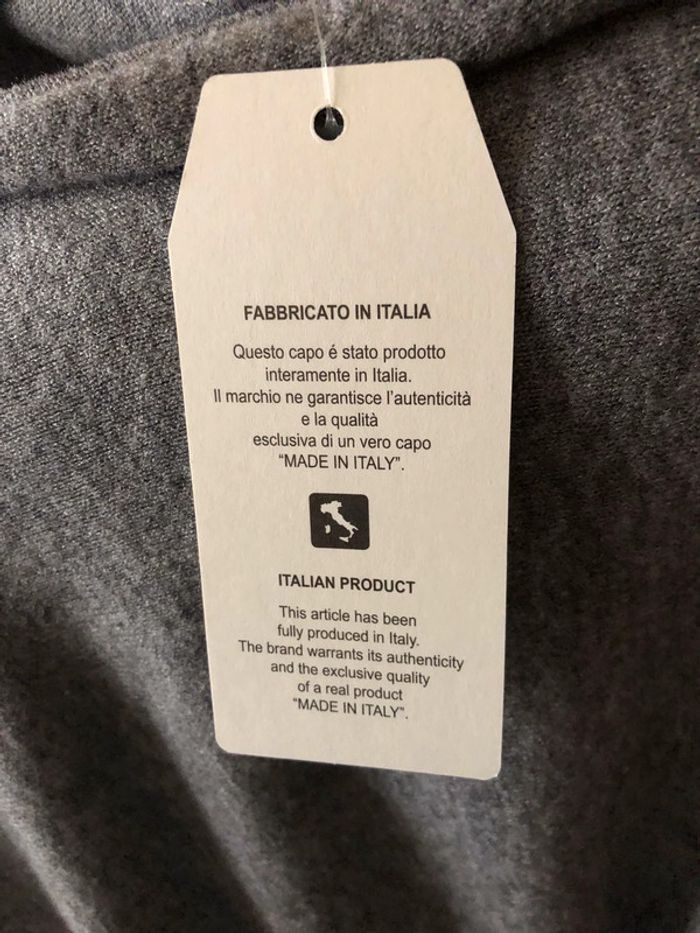 FABBRICATO IN ITALIA
Questo capo é stato prodotto
interamente in Italia.
Il marchio ne garantisce l'autenticità
e la qualità
esclusiva di un vero capo
"MADE IN ITALY".
ITALIAN PRODUCT
This article has been
fully produced in Italy.
The brand warrants its authenticity
and the exclusive quality
of a real product
"MADE IN ITALY".